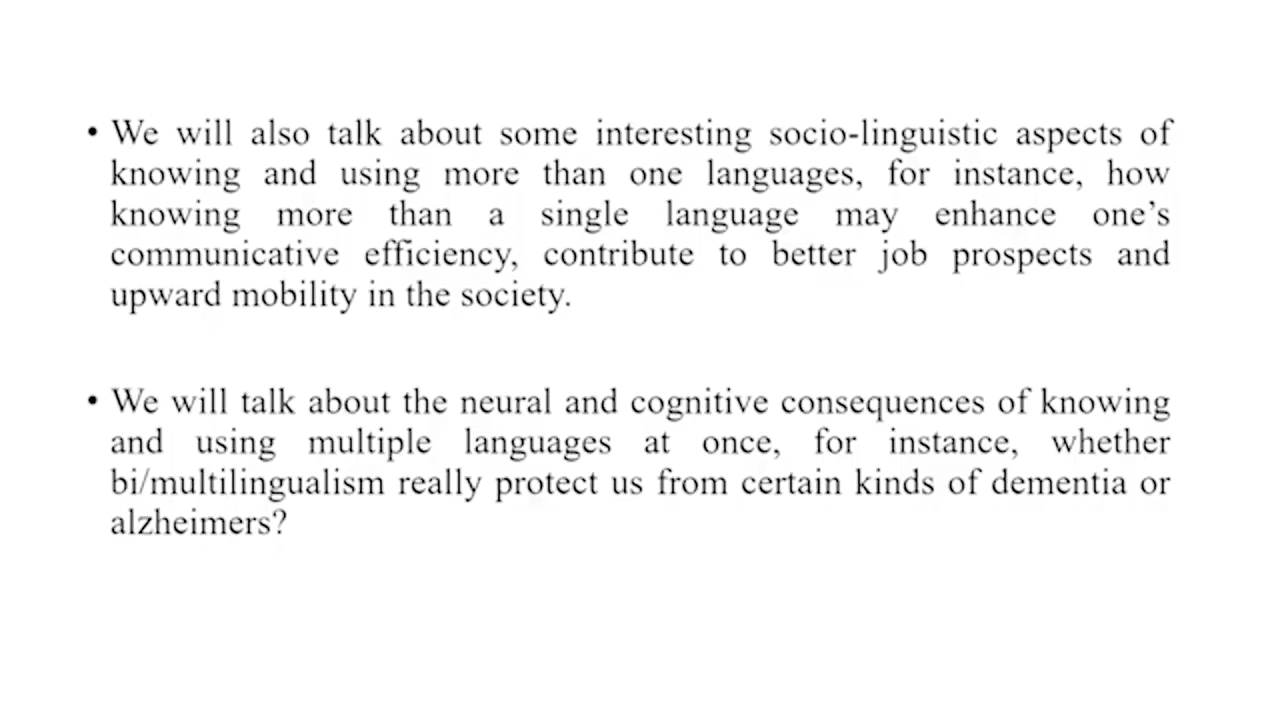 • We will also talk about some interesting socio-linguistic aspects of
knowing and using more than one languages, for instance, how
knowing more than a single language may enhance one's
communicative efficiency, contribute to better job prospects and
upward mobility in the society.
• We will talk about the neural and cognitive consequences of knowing
and using multiple languages at once, for instance, whether
bi/multilingualism really protect us from certain kinds of dementia or
alzheimers?